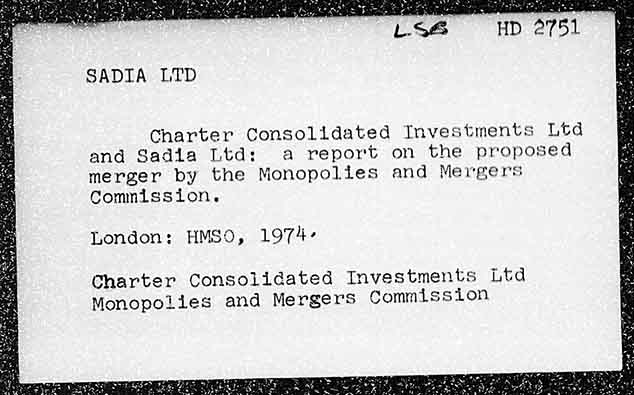 LSB HD 2751
SADIA LTD
Charter Consolidated Investments Ltd
and Sadia Ltd: a report on the proposed
merger by the Monopolies and Mergers
Commission.
London: HMSO, 1974.
Charter Consolidated Investments Ltd
Monopolies and Mergers Commission